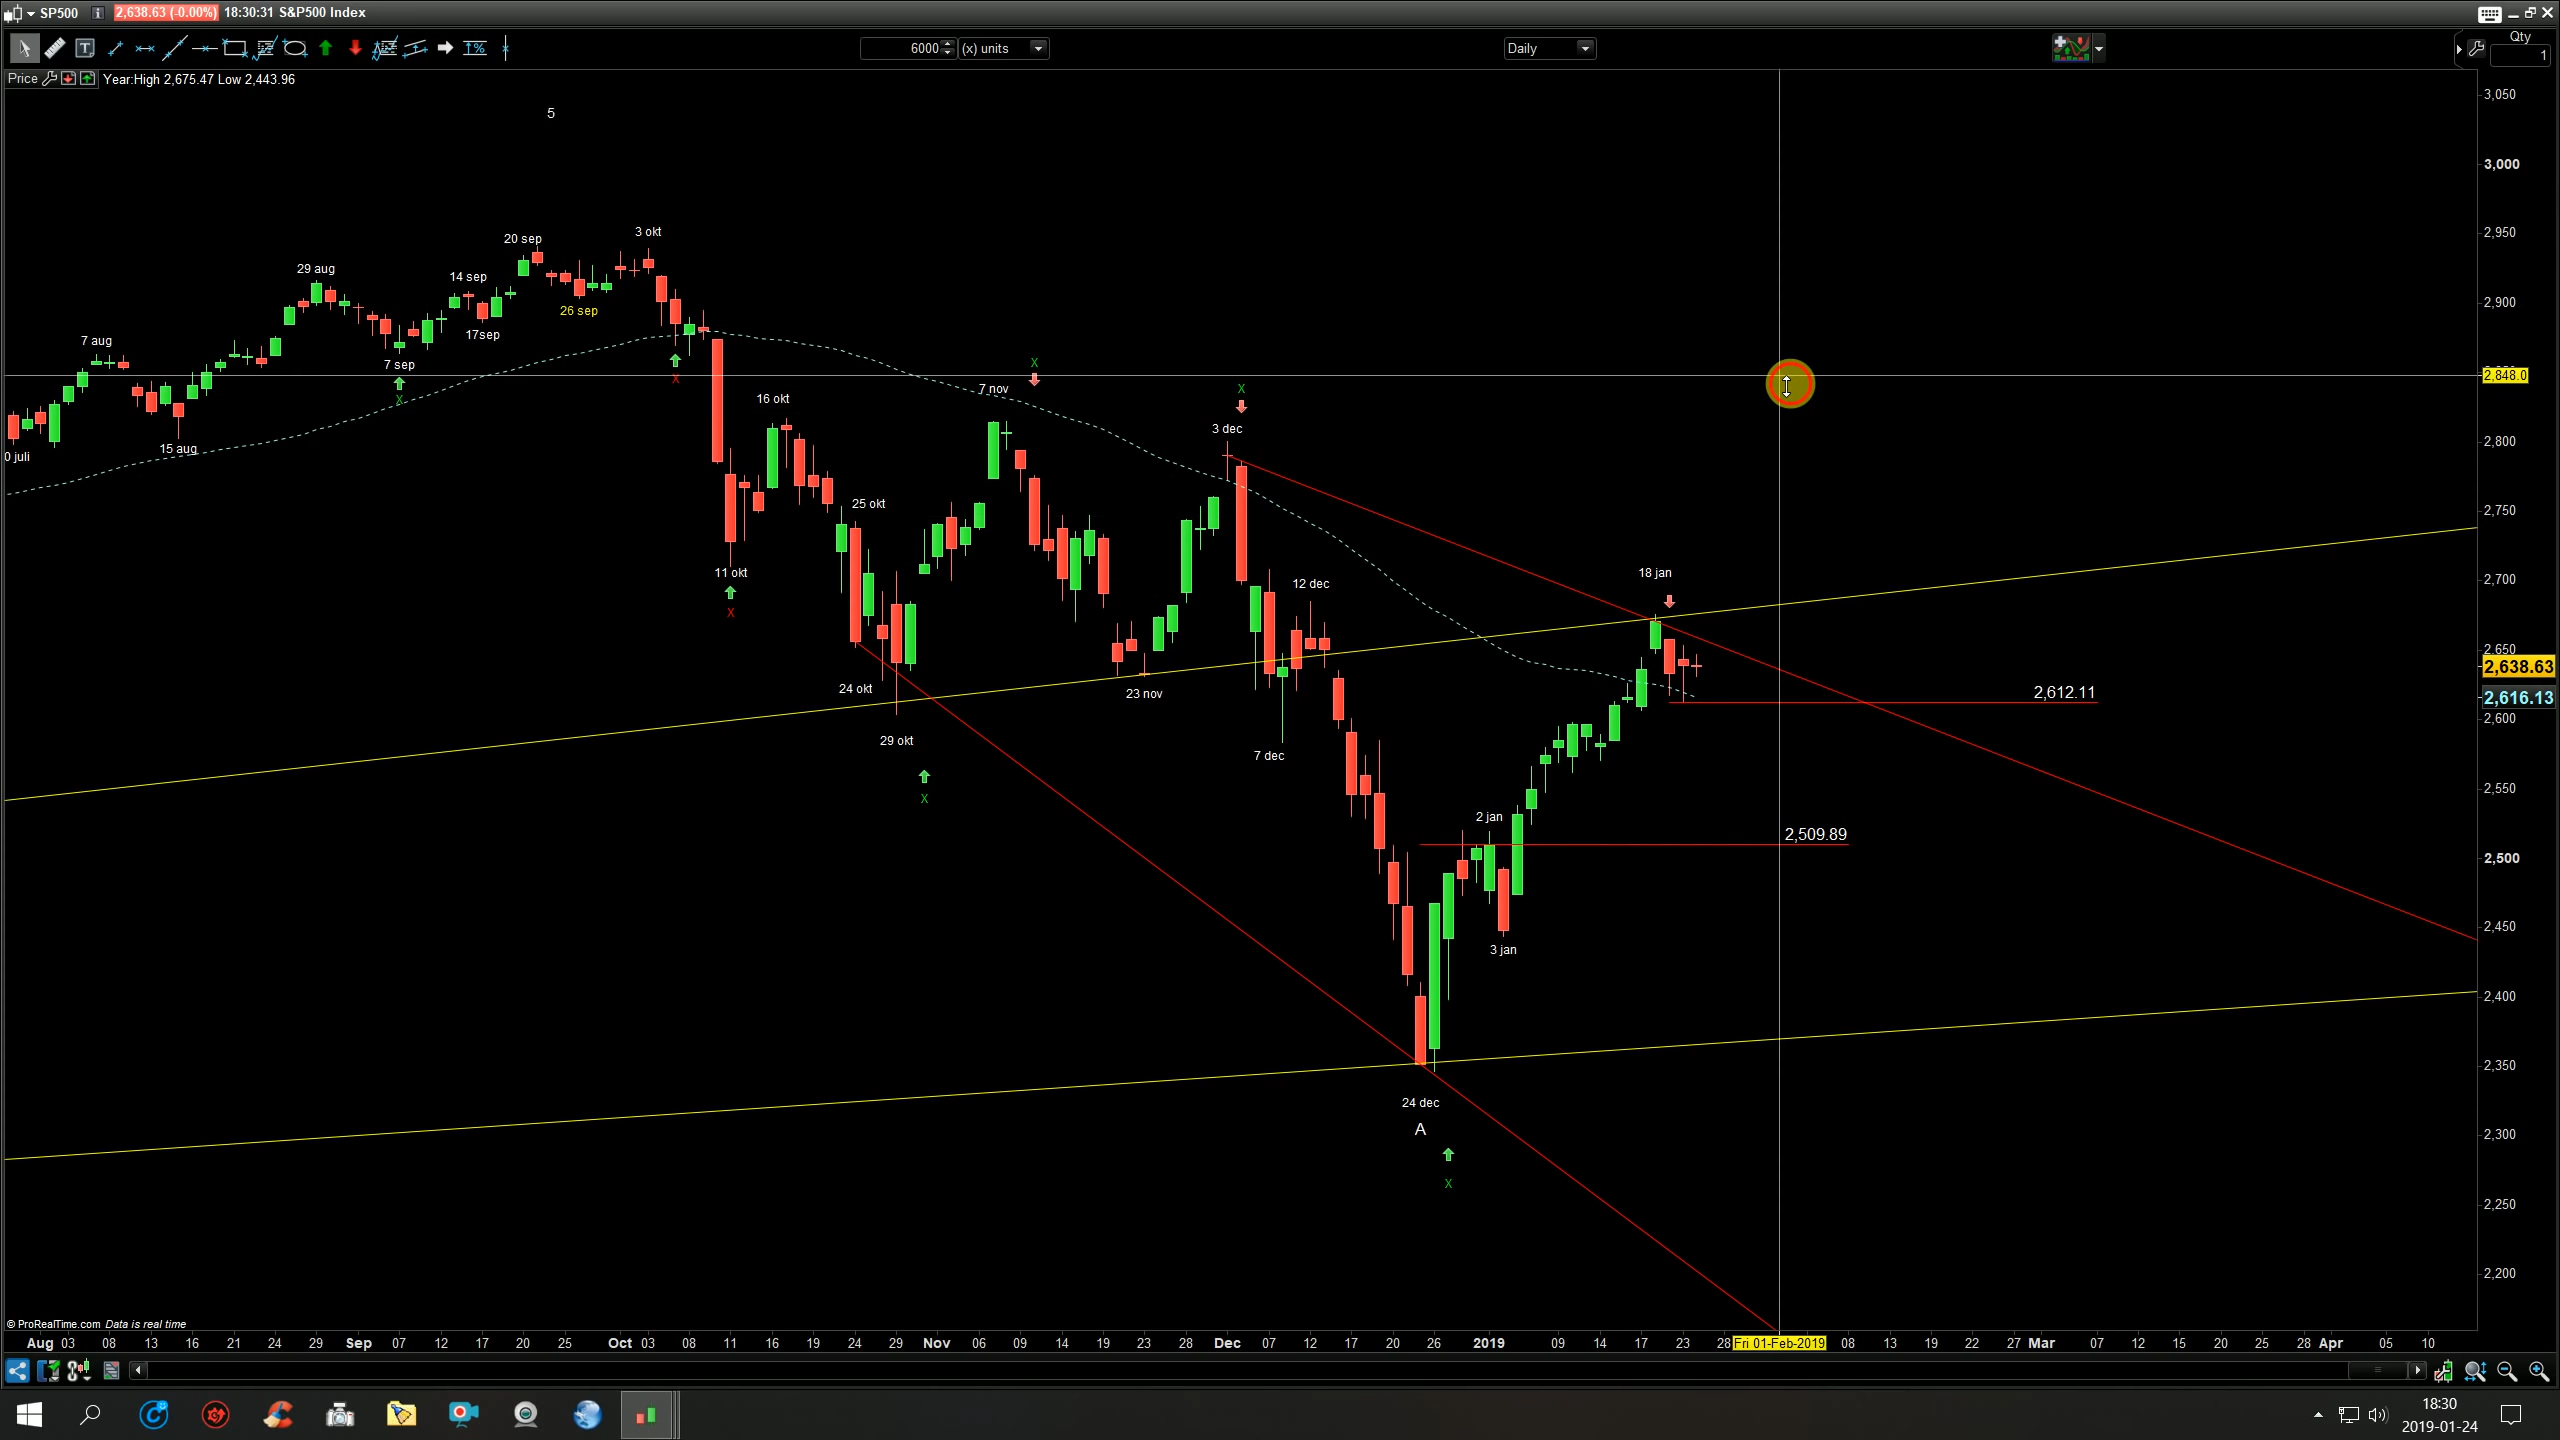 SP500 i 2,638.63 (-0.00%) 18:30:31 S&P500 Index
6000 (x) units Daily Qty
1
Price Year:High 2,675.47 Low 2,443.96
5
3,050
3,000
2,950
2,900
2,848.0
2,800
2,750
2,700
2,650
2,638.63
2,616.13
2,600
2,550
2,500
2,450
2,400
2,350
2,300
2,250
2,200
3 okt
20 sep
29 aug
14 sep
26 sep
17sep
7 aug
7 sep
X
X
X
7 nov
X
16 okt
3 dec
15 aug
0 juli
25 okt
11 okt
X
18 jan
12 dec
24 okt
23 nov
2,612.11
29 okt
7 dec
X
2 jan
2,509.89
3 jan
24 dec
A
X
© ProRealTime.com Data is real time
Aug 03 08 13 16 21 24 29 Sep 07 12 17 20 25 Oct 03 08 11 16 19 24 29 Nov 06 09 14 19 23 28 Dec 07 12 17 20 26 2019 09 14 17 23 28 Fri 01-Feb-2019 08 13 19 22 27 Mar 07 12 15 20 25 28 Apr 05 10
18:30
2019-01-24